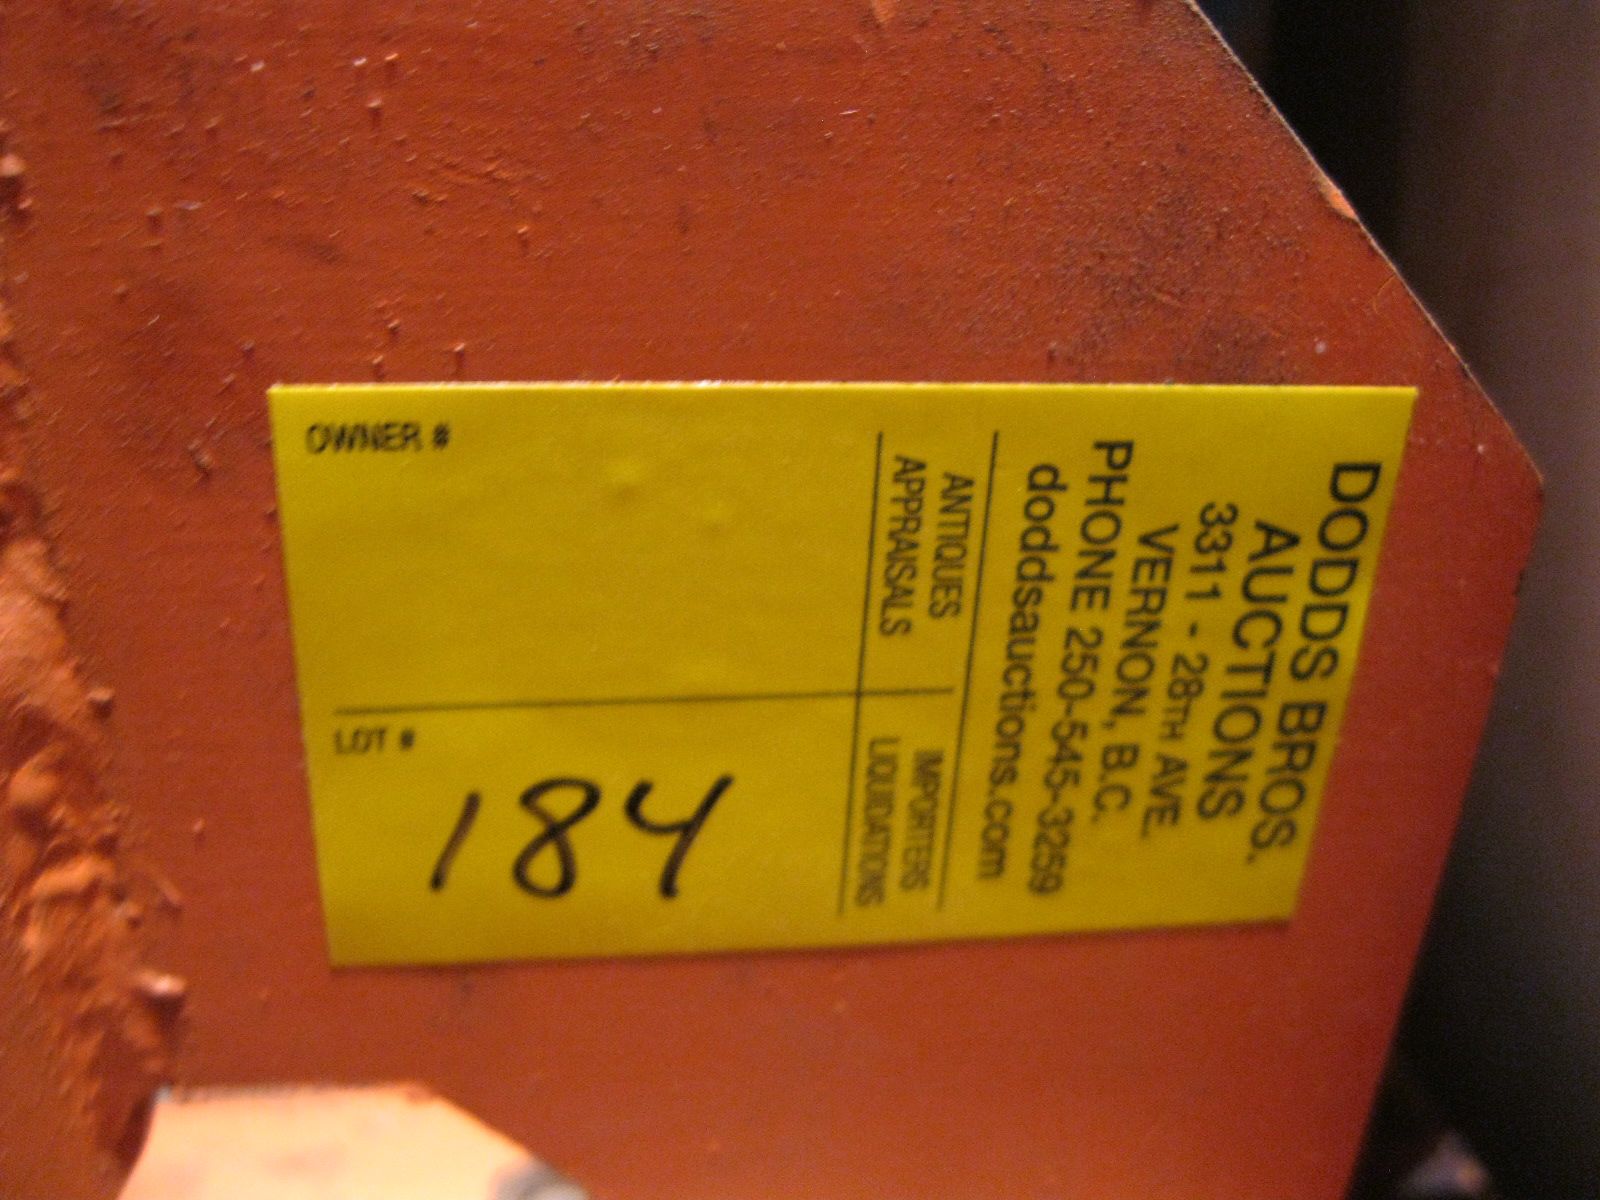 DODDS BROS.
AUCTIONS
3311 - 28TH AVE.
VERNON, B.C.
PHONE 250-545-3259
doddsauctions.com
ANTIQUES
APPRAISALS
IMPORTERS
LIQUIDATIONS
OWNER #
LOT #
184